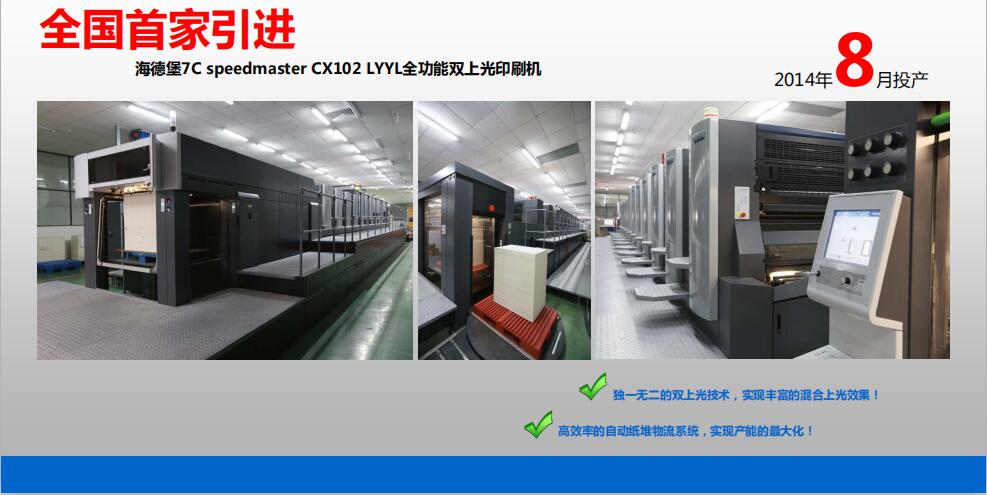 全国首家引进
海德堡7C speedmaster CX102 LYYL全功能双上光印刷机
2014年8月投产
独一无二的双上光技术，实现丰富的混合上光效果！
高效率的自动纸堆物流系统，实现产能的最大化！